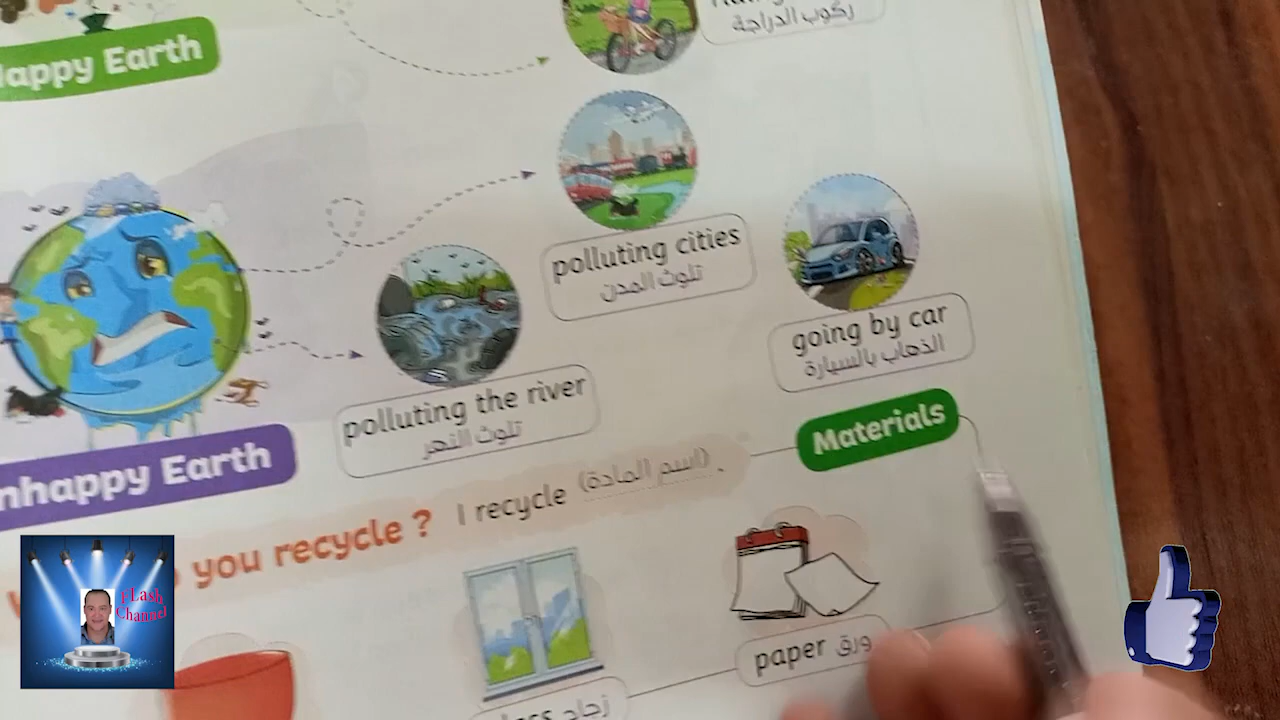 Happy Earth
ركوب الدراجة
polluting cities
تلوث المدن
going by car
الذهاب بالسيارة
polluting the river
تلوث النهر
nhappy Earth
Materials
you recycle ? I recycle (اسم المادة).
paper ورق
زجاج
FLash
Channel